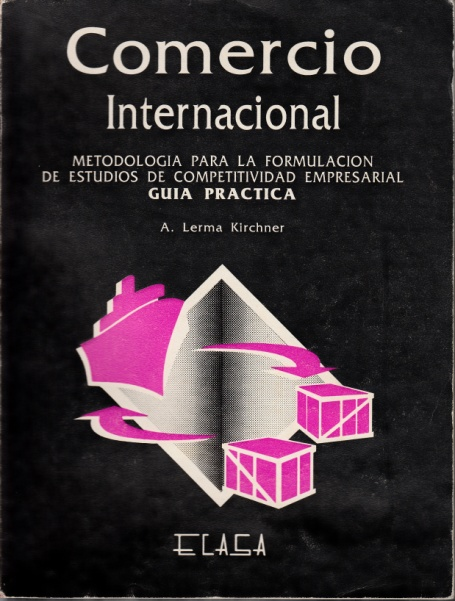 Comercio
Internacional
METODOLOGIA PARA LA FORMULACION
DE ESTUDIOS DE COMPETITIVIDAD EMPRESARIAL
GUIA PRACTICA
A. Lerma Kirchner
ECASA